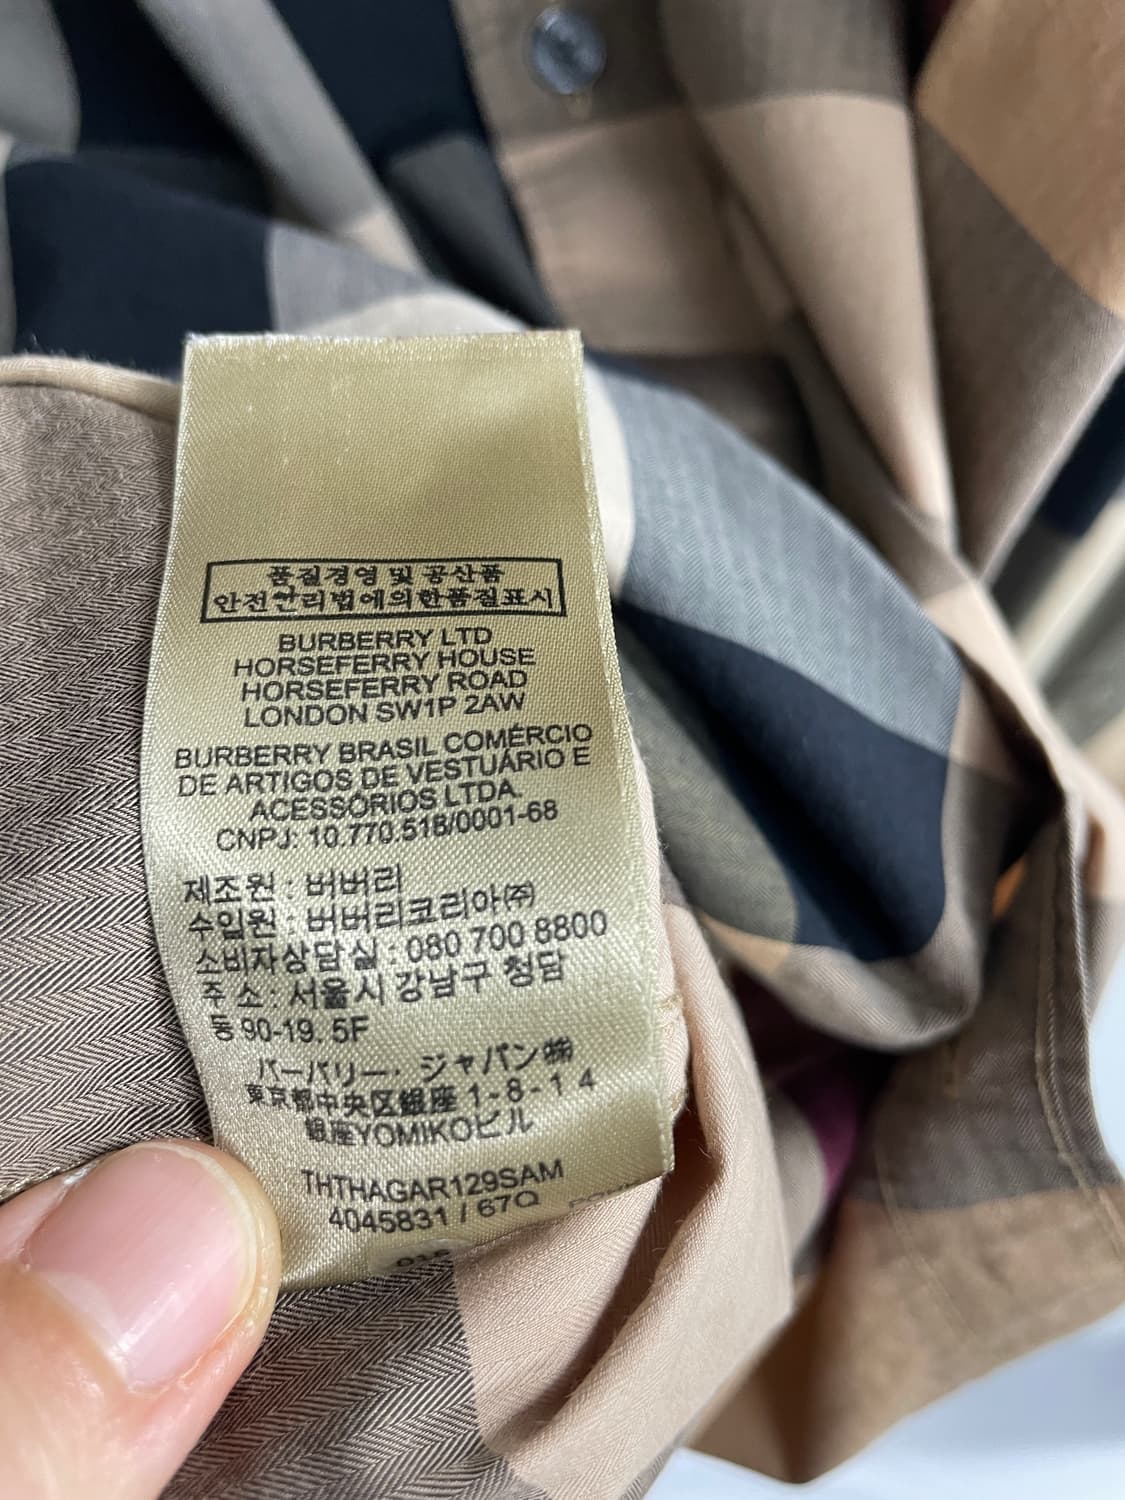 품질경영 및 공산품
안전관리법에의한품질표시
BURBERRY LTD
HORSEFERRY HOUSE
HORSEFERRY ROAD
LONDON SW1P 2AW
BURBERRY BRASIL COMÉRCIO
DE ARTIGOS DE VESTUÁRIO E
ACESSÓRIOS LTDA.
CNPJ: 10.770.518/0001-68
제조원 : 버버리
수입원 : 버버리코리아㈜
소비자상담실 : 080 700 8800
주 소 : 서울시 강남구 청담
동 90-19. 5F
バーバリー・ジャパン㈱
東京都中央区銀座 1-8-14
銀座YOMIKOビル
THTHAGAR129SAM
4045831 / 67Q